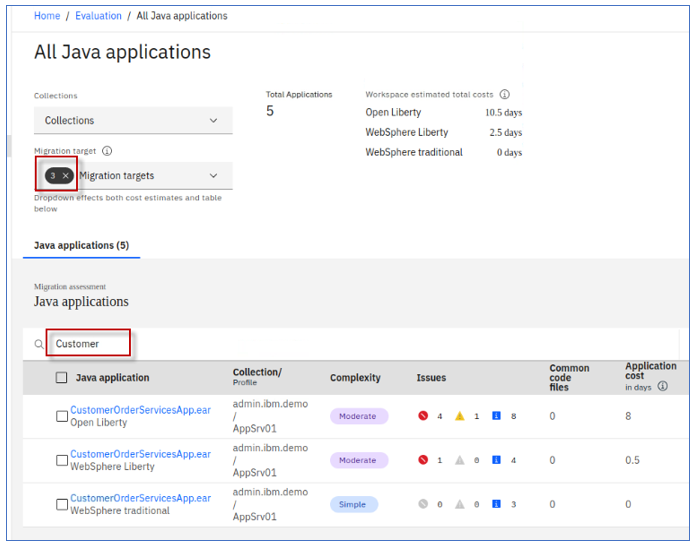 Home / Evaluation / All Java applications
All Java applications
Collections
Collections
Migration target
3 × Migration targets
Dropdown effects both cost estimates and table
below
Total Applications
5
Workspace estimated total costs
Open Liberty 10.5 days
WebSphere Liberty 2.5 days
WebSphere traditional 0 days
Java applications (5)
Migration assessment
Java applications
Customer
Java application
Collection/
Profile
Complexity
Issues
Common
code
files
Application
cost
in days
CustomerOrderServicesApp.ear
Open Liberty
admin.ibm.demo
/
AppSrv01
Moderate
4 1 8
0
8
CustomerOrderServicesApp.ear
WebSphere Liberty
admin.ibm.demo
/
AppSrv01
Moderate
1 0 4
0
0.5
CustomerOrderServicesApp.ear
WebSphere traditional
admin.ibm.demo
/
AppSrv01
Simple
0 0 3
0
0